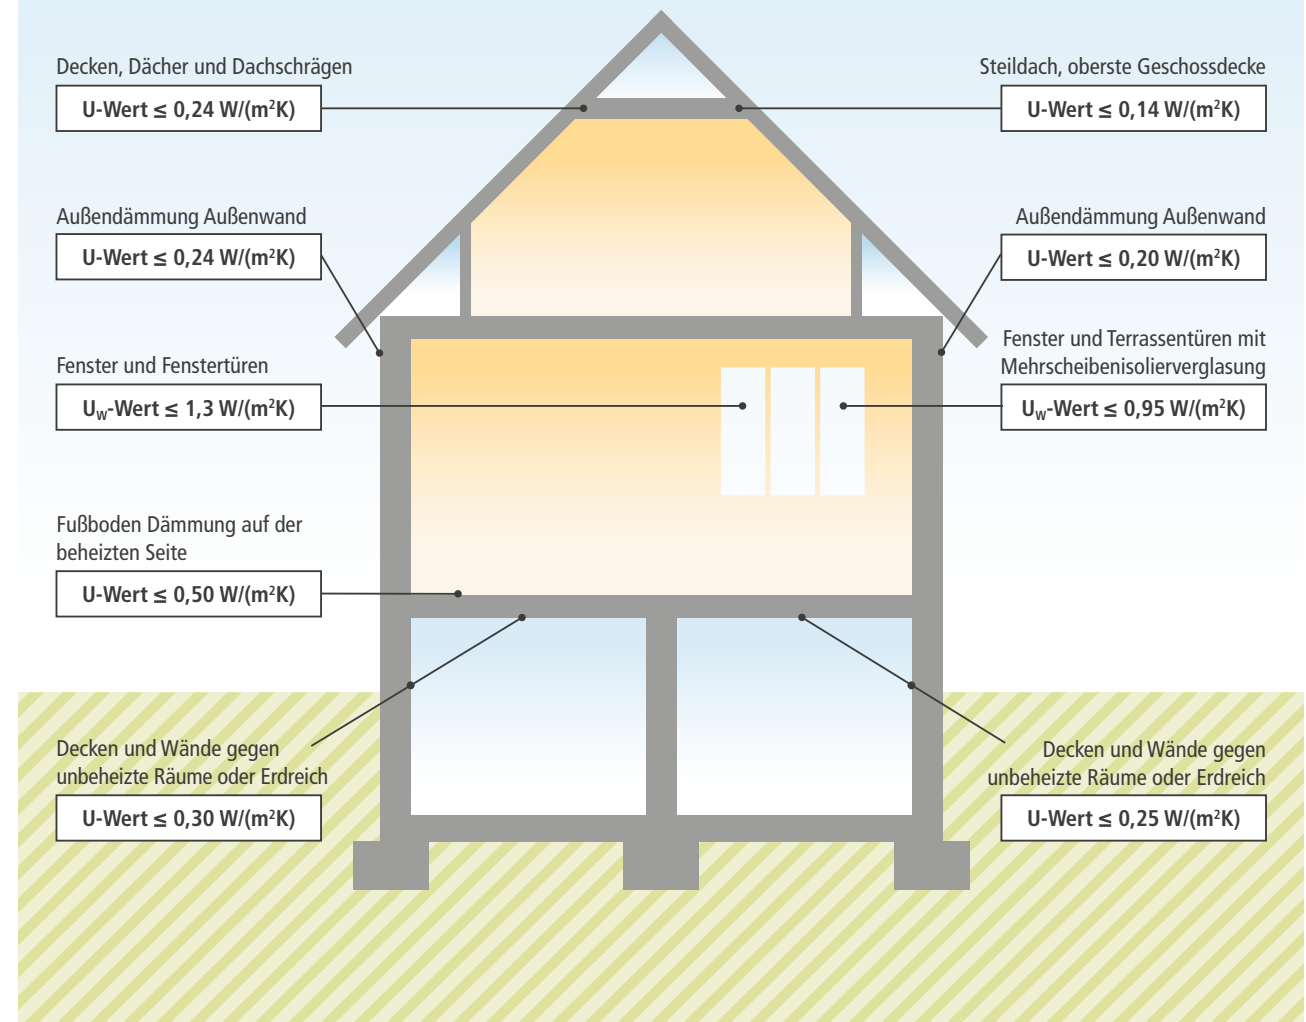 Decken, Dächer und Dachschrägen
U-Wert ≤ 0,24 W/(m²K)
Außendämmung Außenwand
U-Wert ≤ 0,24 W/(m²K)
Fenster und Fenstertüren
U_W-Wert ≤ 1,3 W/(m²K)
Fußboden Dämmung auf der
beheizten Seite
U-Wert ≤ 0,50 W/(m²K)
Decken und Wände gegen
unbeheizte Räume oder Erdreich
U-Wert ≤ 0,30 W/(m²K)
Steildach, oberste Geschossdecke
U-Wert ≤ 0,14 W/(m²K)
Außendämmung Außenwand
U-Wert ≤ 0,20 W/(m²K)
Fenster und Terrassentüren mit
Mehrscheibenisolierverglasung
U_W-Wert ≤ 0,95 W/(m²K)
Decken und Wände gegen
unbeheizte Räume oder Erdreich
U-Wert ≤ 0,25 W/(m²K)